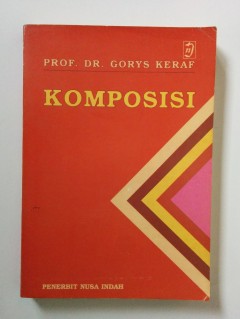 PROF. DR. GORYS KERAF
KOMPOSISI
PENERBIT NUSA INDAH